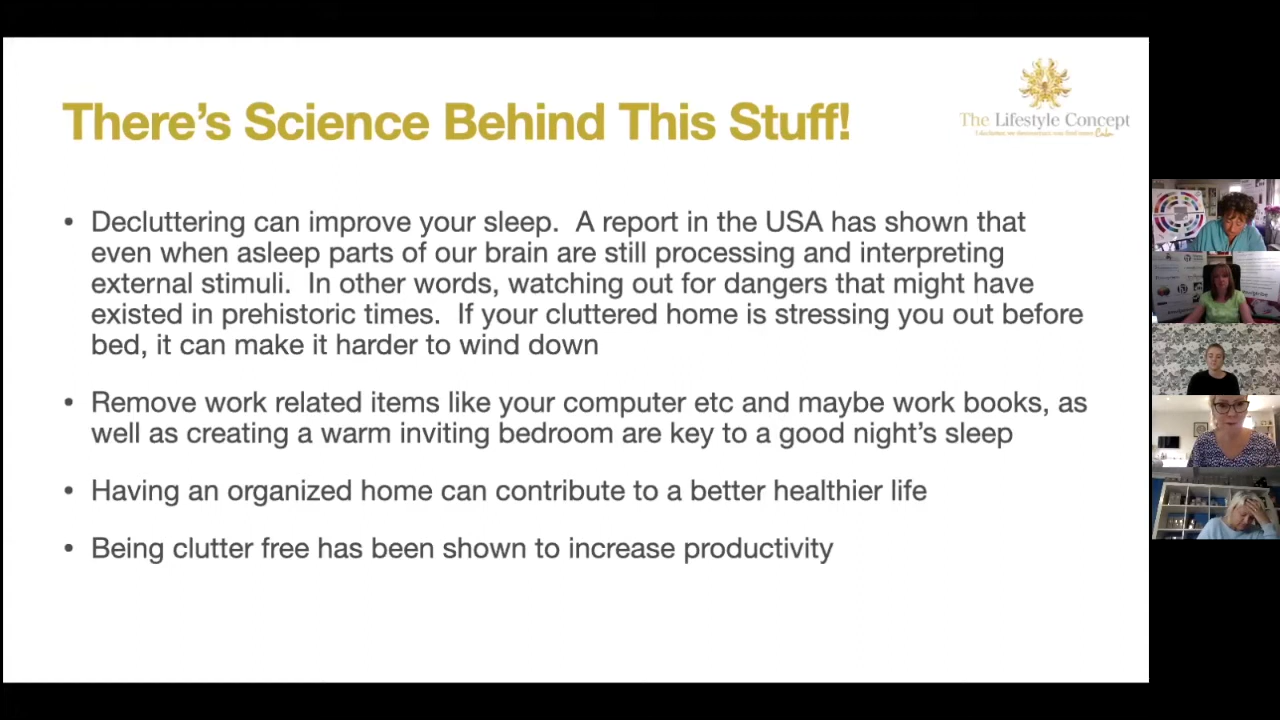 There's Science Behind This Stuff!
The Lifestyle Concept
• Decluttering can improve your sleep.  A report in the USA has shown that
even when asleep parts of our brain are still processing and interpreting
external stimuli.  In other words, watching out for dangers that might have
existed in prehistoric times.  If your cluttered home is stressing you out before
bed, it can make it harder to wind down
• Remove work related items like your computer etc and maybe work books, as
well as creating a warm inviting bedroom are key to a good night's sleep
• Having an organized home can contribute to a better healthier life
• Being clutter free has been shown to increase productivity